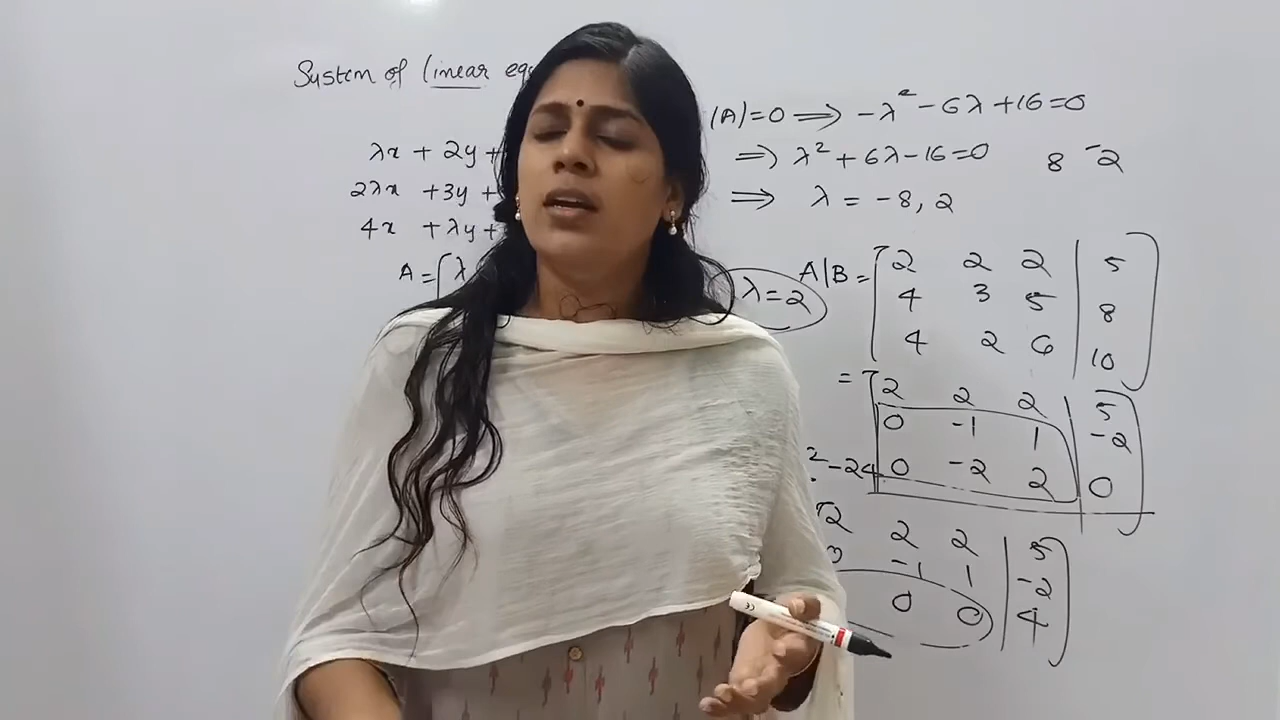 System of linear equ
λx + 2y +
2λx + 3y +
4x + λy +
A = [ λ
|A| = 0 ⟹ -λ² - 6λ + 16 = 0
⟹ λ² + 6λ - 16 = 0 8 -2
⟹ λ = -8, 2
λ = 2
A|B = [ 2 2 2 | 5
4 3 5 | 8
4 2 6 | 10 ]
= [ 2 2 2 | 5
0 -1 1 | -2
0 -2 2 | 0 ]
² - 24
2 2 2 | 5
0 -1 1 | -2
0 0 | 4 ]